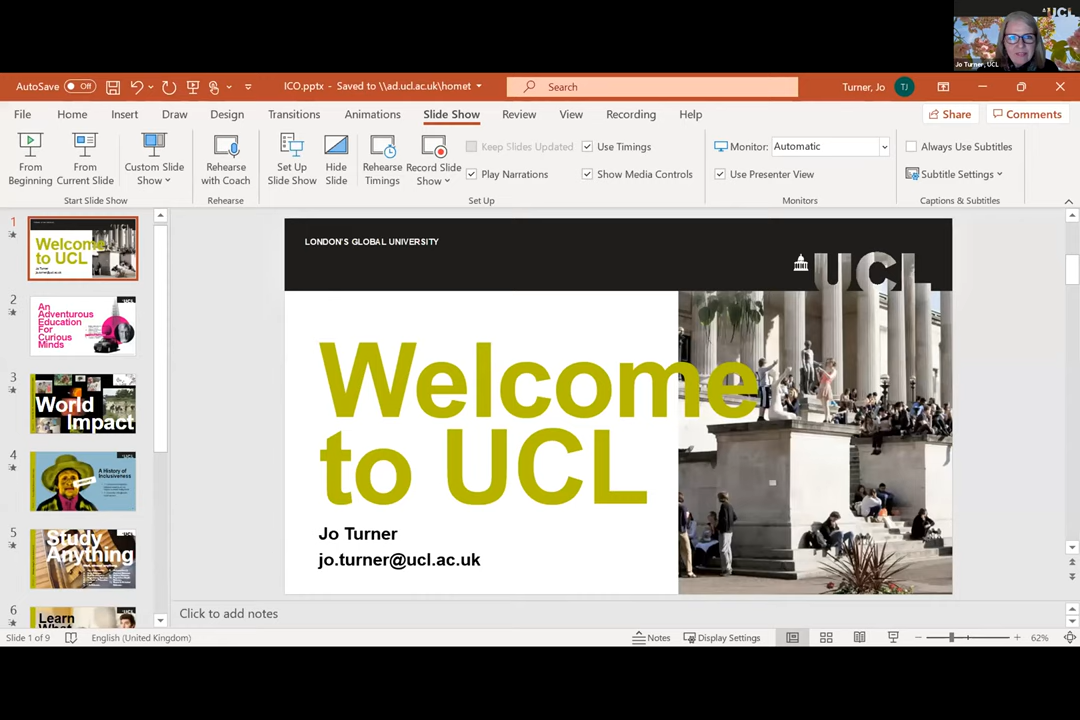 UCL
Jo Turner, UCL
AutoSave Off ICO.pptx - Saved to \\ad.ucl.ac.uk\homet Search Turner, Jo TJ
File Home Insert Draw Design Transitions Animations Slide Show Review View Recording Help Share Comments
From Beginning
From Current Slide
Custom Slide Show
Start Slide Show
Rehearse with Coach
Rehearse
Set Up Slide Show
Hide Slide
Rehearse Timings
Record Slide Show
Keep Slides Updated
Play Narrations
Use Timings
Show Media Controls
Set Up
Monitor: Automatic
Use Presenter View
Monitors
Always Use Subtitles
Subtitle Settings
Captions & Subtitles
1
Welcome
to UCL
2
An
Adventurous
Education
For
Curious
Minds
3
World
Impact
4
A History of
Inclusiveness
5
Study
Anything
6
Learn
What
LONDON'S GLOBAL UNIVERSITY
UCL
Welcome
to UCL
Jo Turner
jo.turner@ucl.ac.uk
Click to add notes
Slide 1 of 9 English (United Kingdom) Notes Display Settings 62%